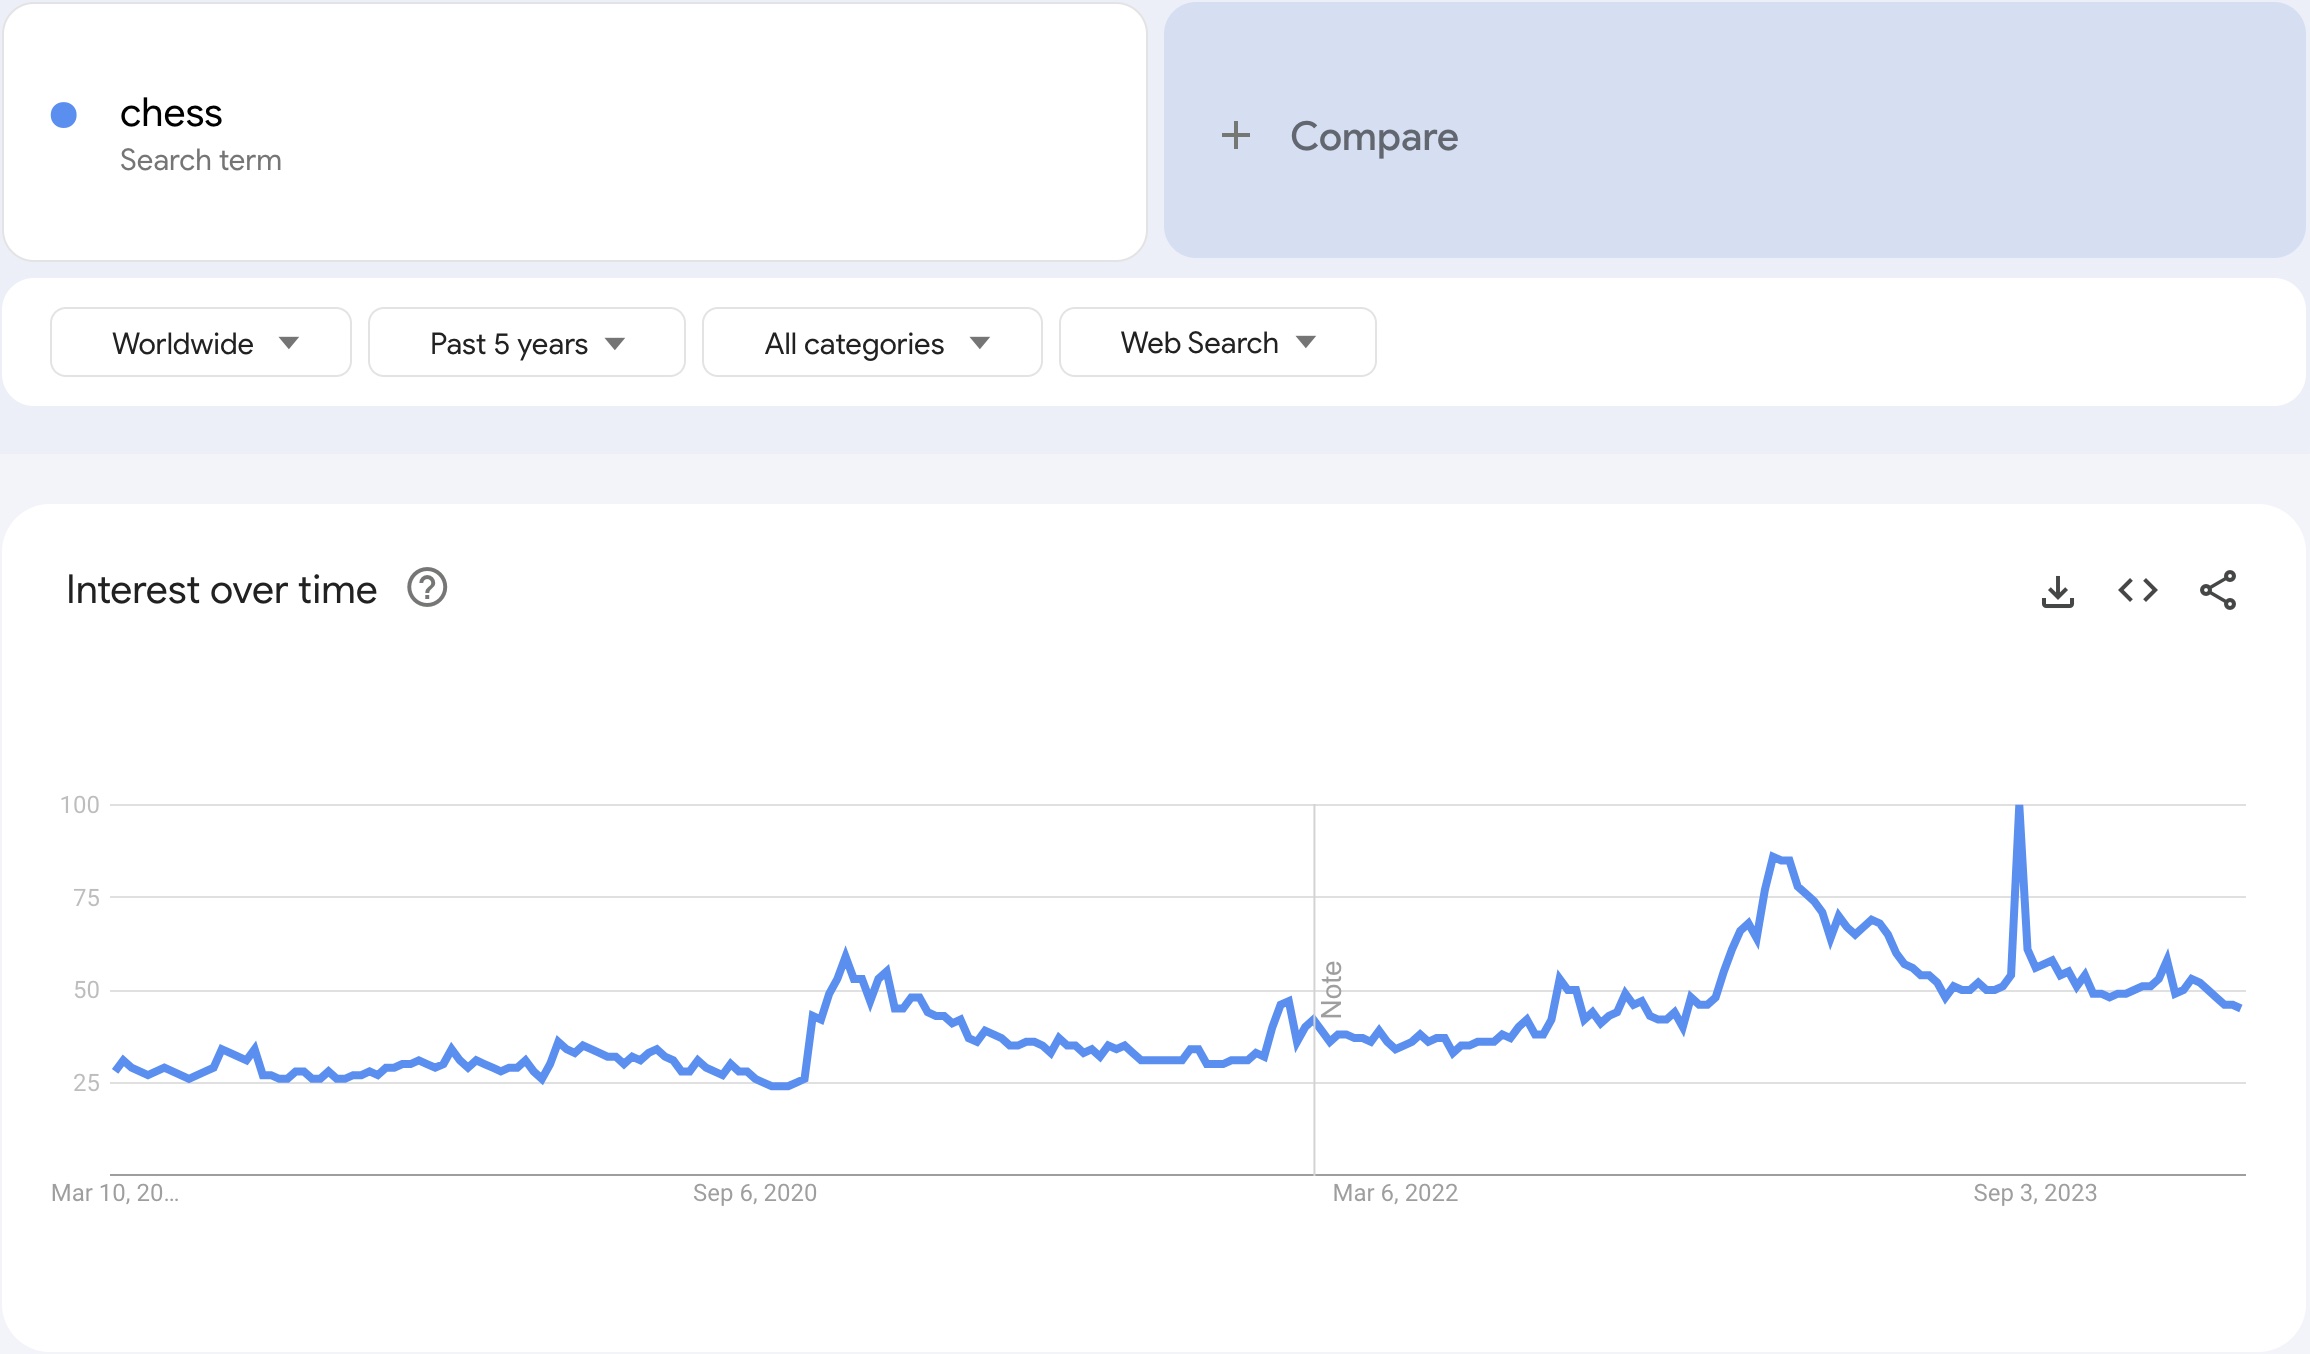 chess
Search term
+ Compare
Worldwide
Past 5 years
All categories
Web Search
Interest over time
100
75
50
25
Note
Mar 10, 20...
Sep 6, 2020
Mar 6, 2022
Sep 3, 2023